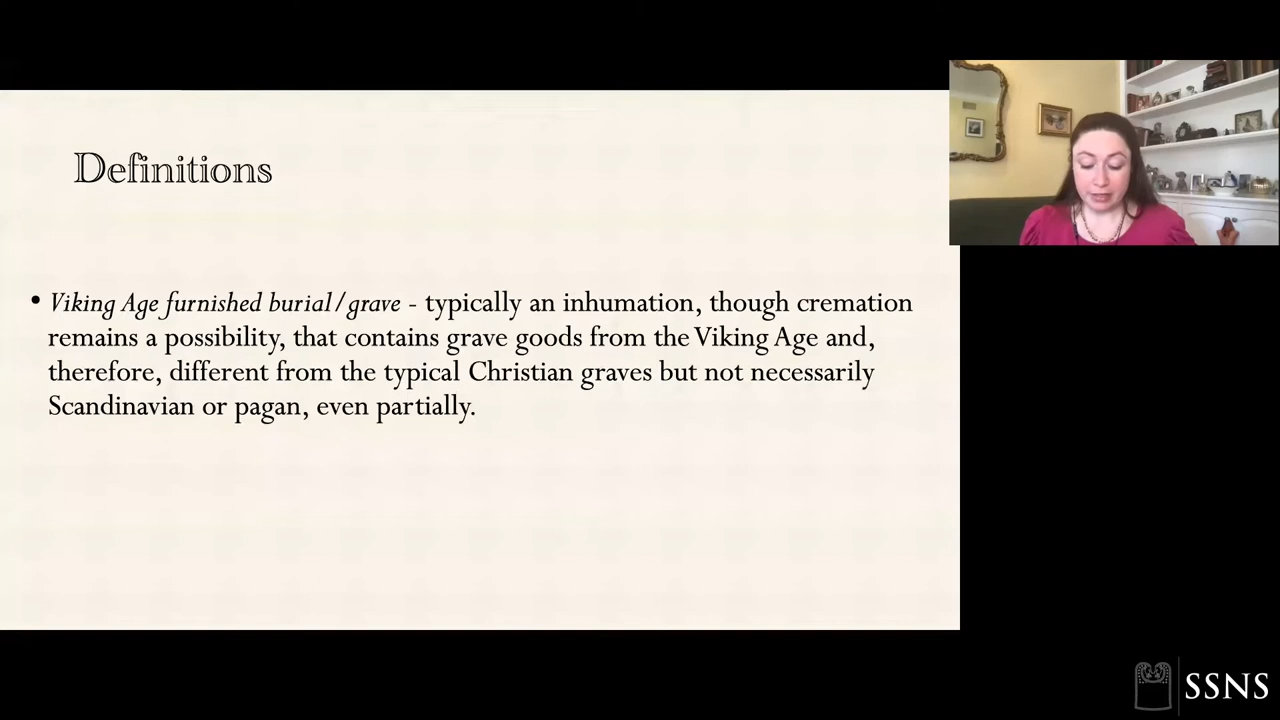 Definitions
• Viking Age furnished burial/grave - typically an inhumation, though cremation
remains a possibility, that contains grave goods from the Viking Age and,
therefore, different from the typical Christian graves but not necessarily
Scandinavian or pagan, even partially.
SSNS